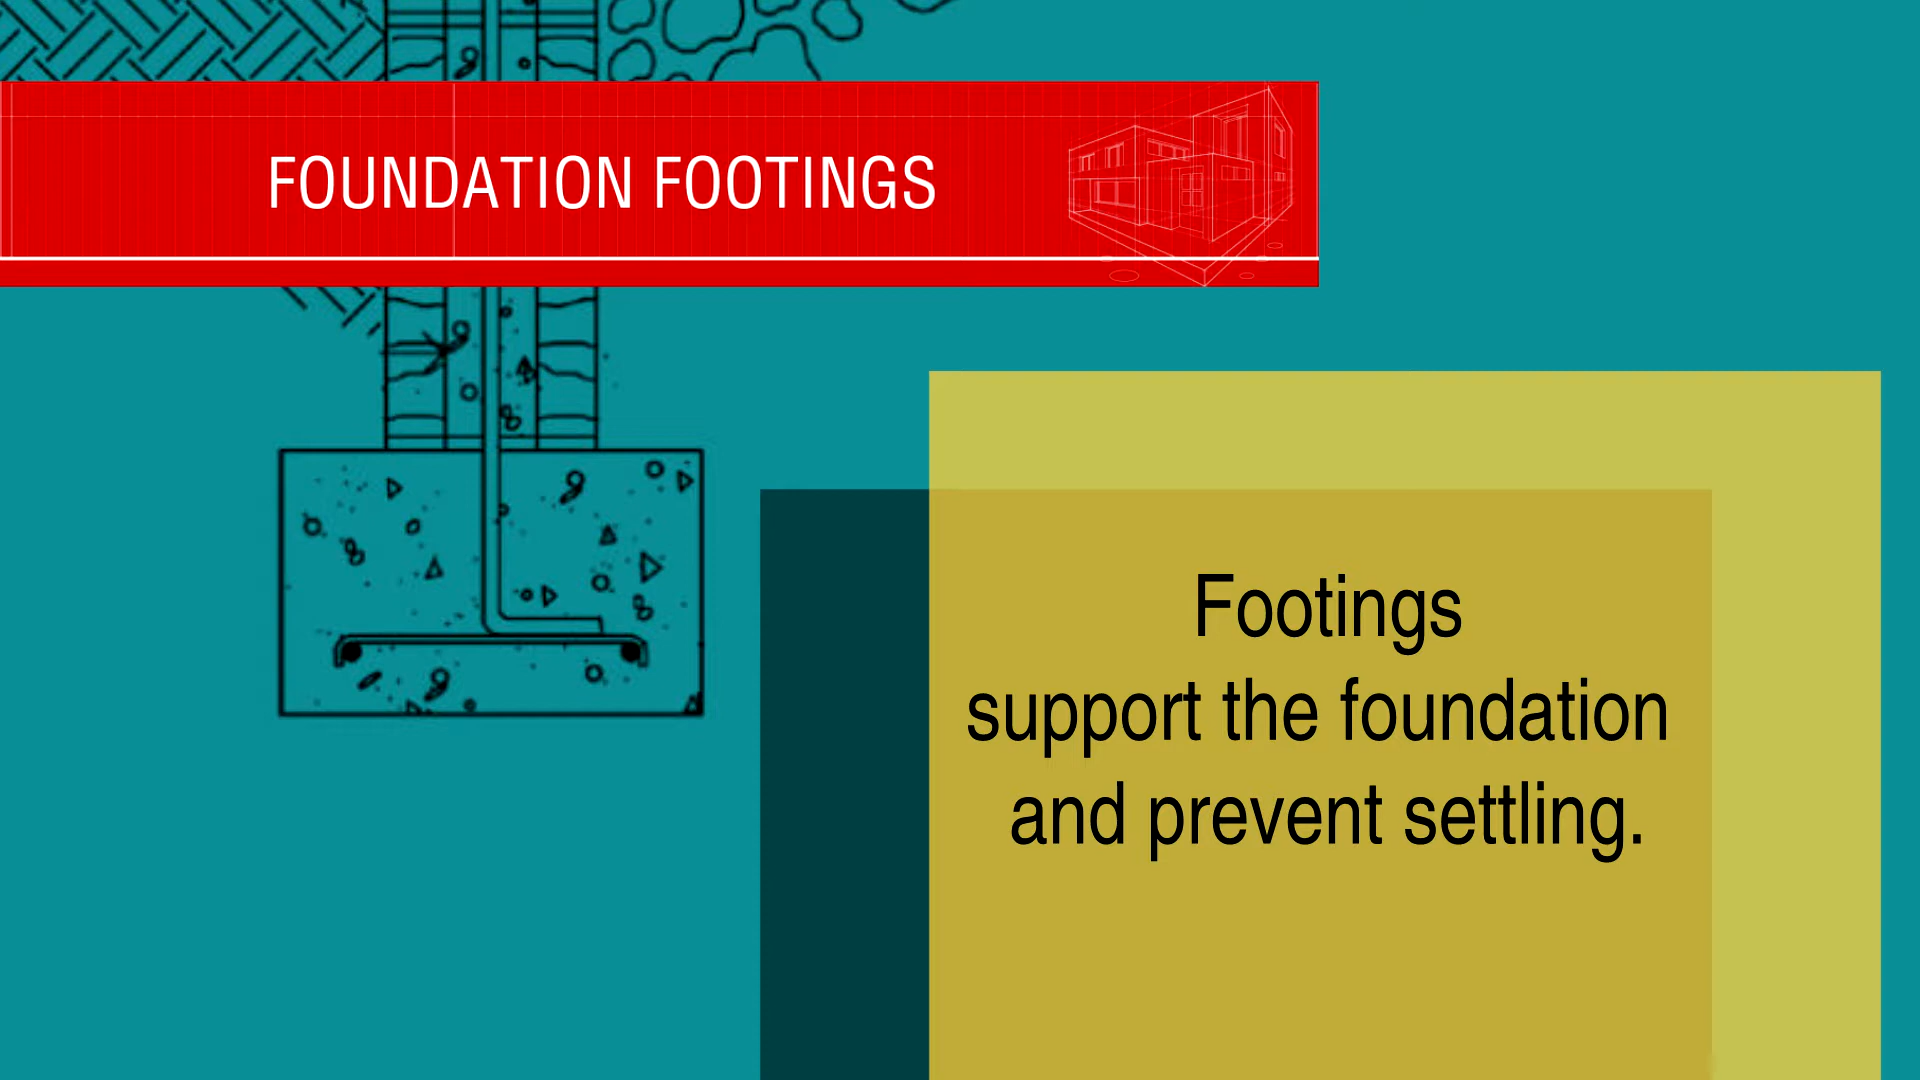 FOUNDATION FOOTINGS
Footings
support the foundation
and prevent settling.